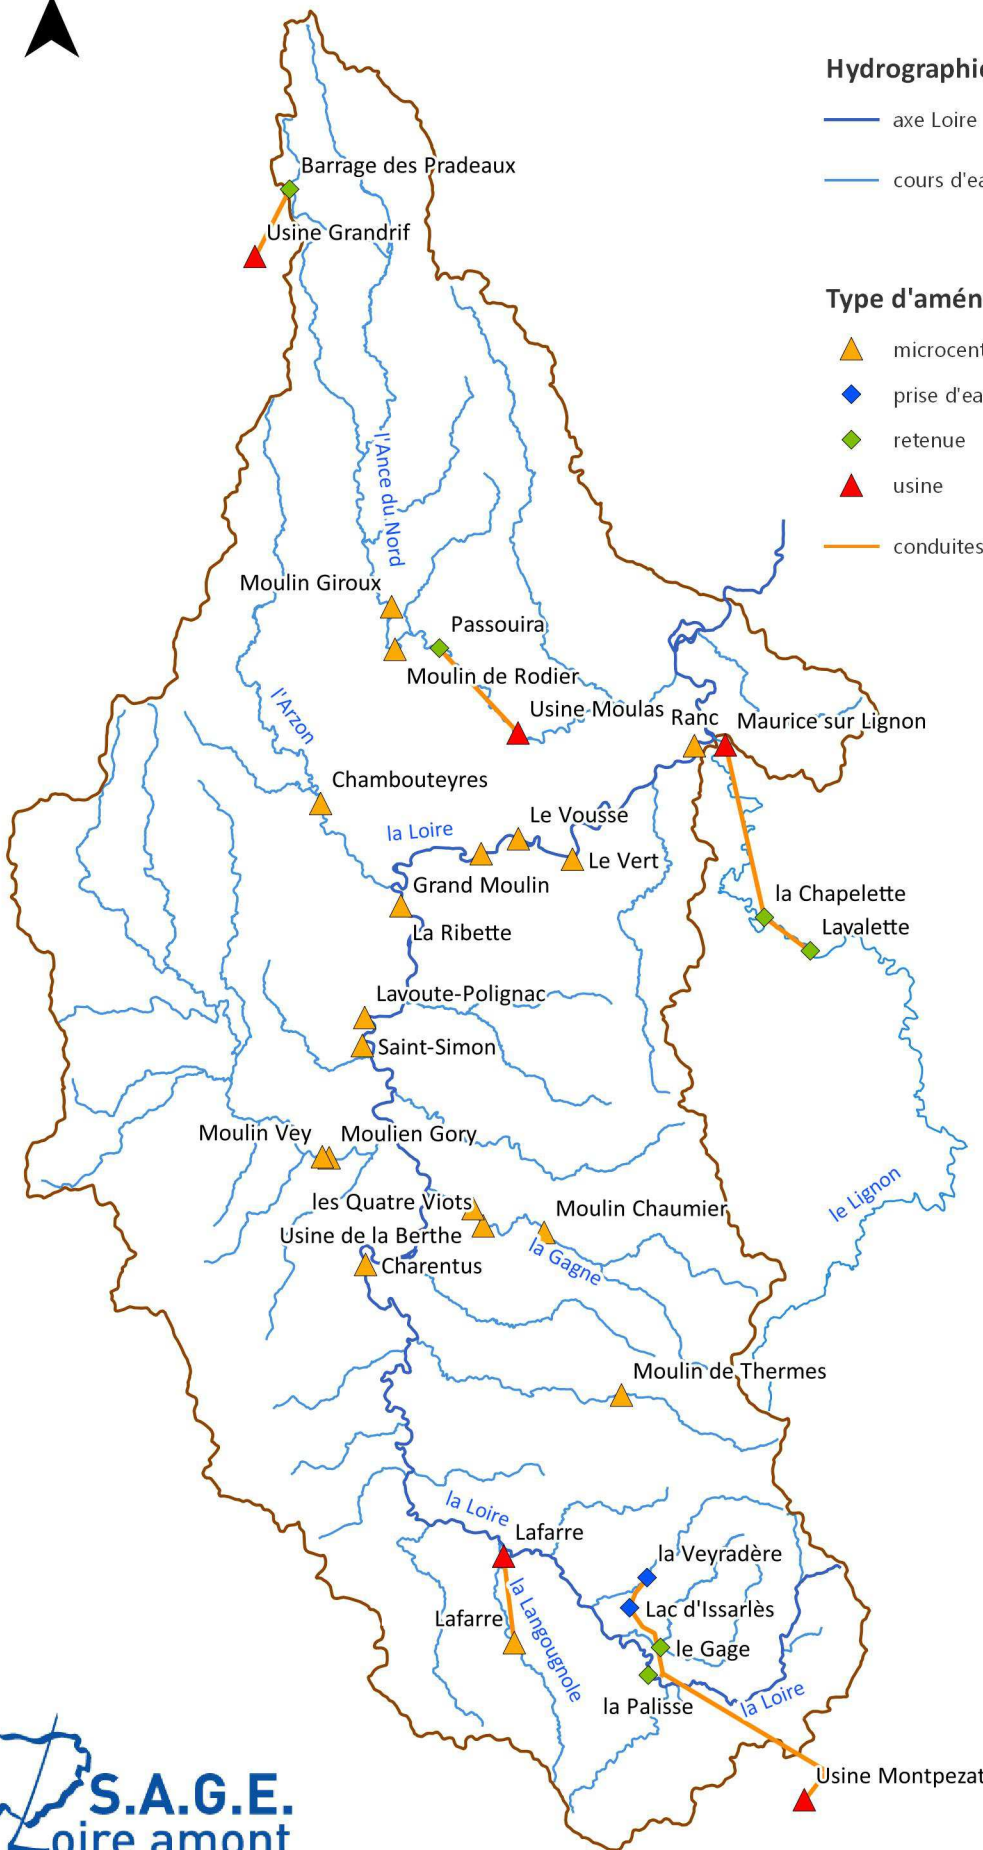 Hydrographie
axe Loire
cours d'ea
Barrage des Pradeaux
Usine Grandrif
Type d'amén
microcent
prise d'ea
retenue
usine
conduites
l'Ance du Nord
Moulin Giroux
Passouira
Moulin de Rodier
l'Arzon
Usine Moulas
Ranc
Maurice sur Lignon
Chambouteyres
la Loire
Le Vousse
Le Vert
Grand Moulin
la Chapelette
La Ribette
Lavalette
Lavoute-Polignac
Saint-Simon
Moulin Vey
Moulien Gory
le Lignon
les Quatre Viots
Moulin Chaumier
Usine de la Berthe
la Gagne
Charentus
Moulin de Thermes
la Loire
Lafarre
la Veyradère
Lac d'Issarlès
Lafarre
la Langougnole
le Gage
la Palisse
la Loire
Usine Montpezat
S.A.G.E.
oire amont